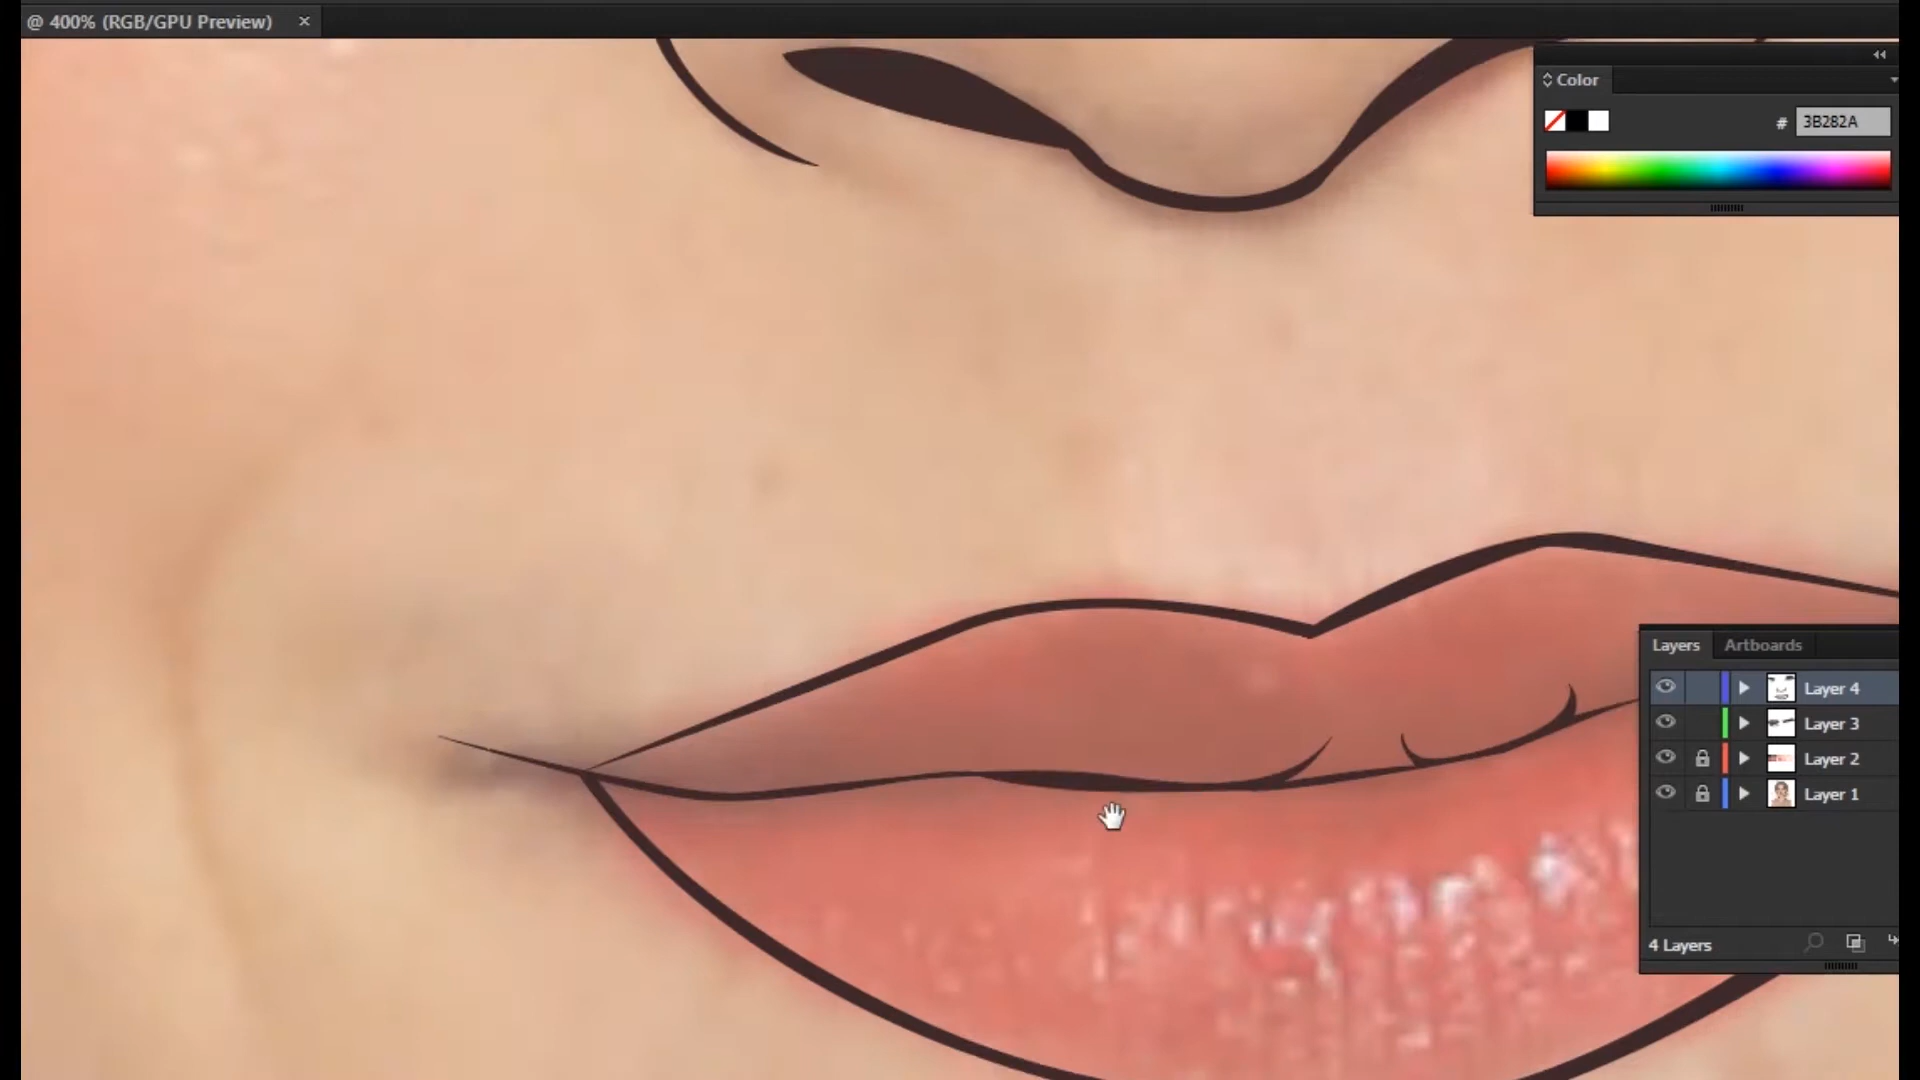 @ 400% (RGB/GPU Preview) ×
Color
# 3B282A
Layers Artboards
Layer 4
Layer 3
Layer 2
Layer 1
4 Layers